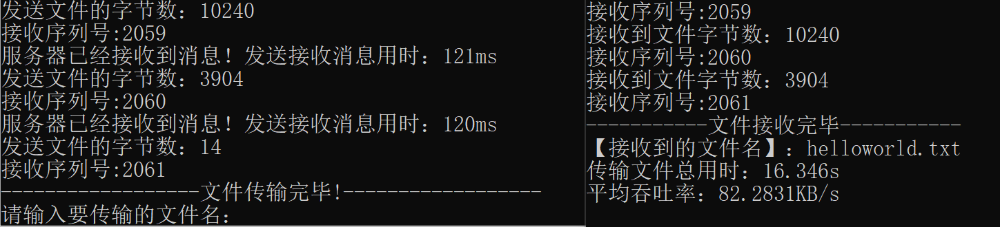 发送文件的字节数：10240
接收序列号:2059
服务器已经接收到消息！发送接收消息用时：121ms
发送文件的字节数：3904
接收序列号:2060
服务器已经接收到消息！发送接收消息用时：120ms
发送文件的字节数：14
接收序列号:2061
------------------文件传输完毕!------------------
请输入要传输的文件名：
接收序列号:2059
接收到文件字节数：10240
接收序列号:2060
接收到文件字节数：3904
接收序列号:2061
-----------文件接收完毕-----------
【接收到的文件名】：helloworld.txt
传输文件总用时：16.346s
平均吞吐率：82.2831KB/s